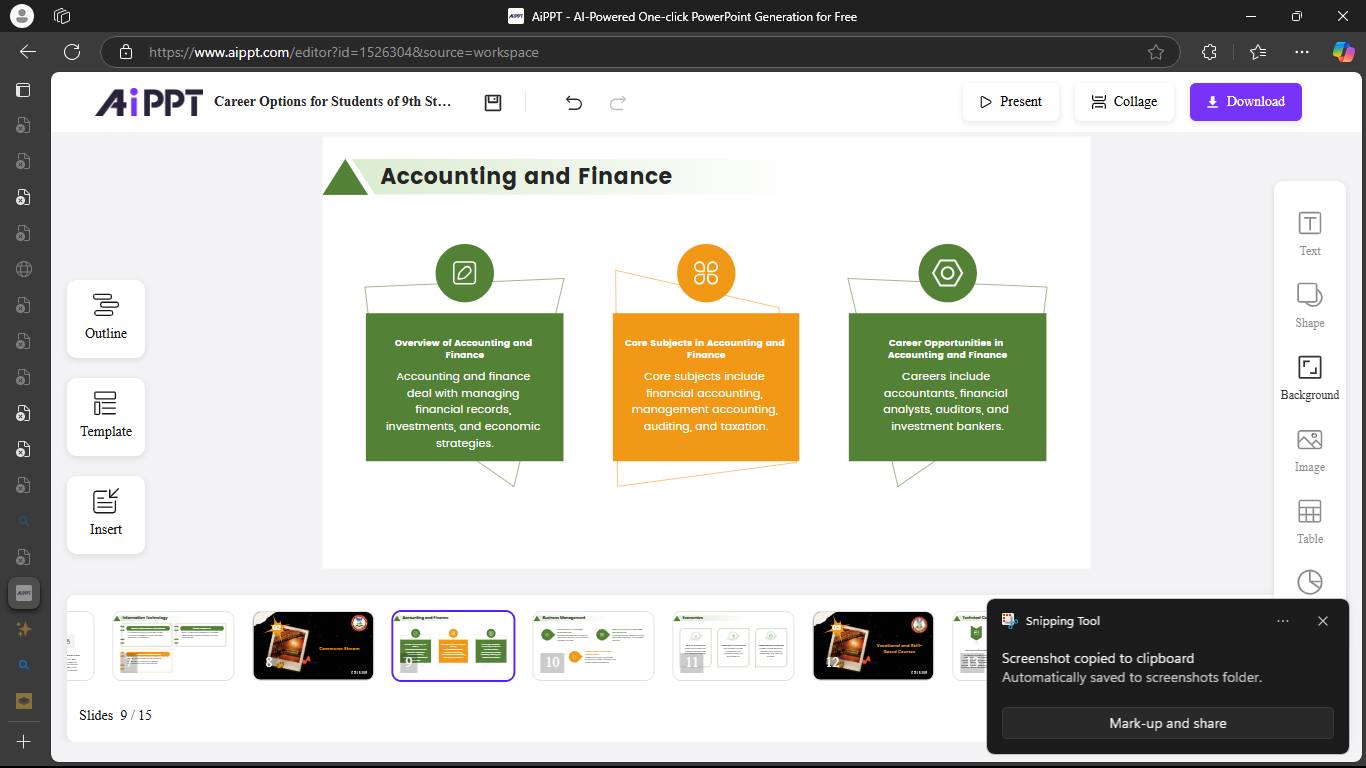 AiPPT - AI-Powered One-click PowerPoint Generation for Free
https://www.aippt.com/editor?id=1526304&source=workspace
AiPPT
Career Options for Students of 9th St...
Present
Collage
Download
Accounting and Finance
Overview of Accounting and
Finance
Accounting and finance
deal with managing
financial records,
investments, and economic
strategies.
Core Subjects in Accounting and
Finance
Core subjects include
financial accounting,
management accounting,
auditing, and taxation.
Career Opportunities in
Accounting and Finance
Careers include
accountants, financial
analysts, auditors, and
investment bankers.
Outline
Template
Insert
Text
Shape
Background
Image
Table
Information Technology
7
Commerce Stream
8
Accounting and Finance
9
Business Management
10
Economics
11
Vocational and Skill-
Based Courses
12
13
Slides 9 / 15
Snipping Tool
Screenshot copied to clipboard
Automatically saved to screenshots folder.
Mark-up and share